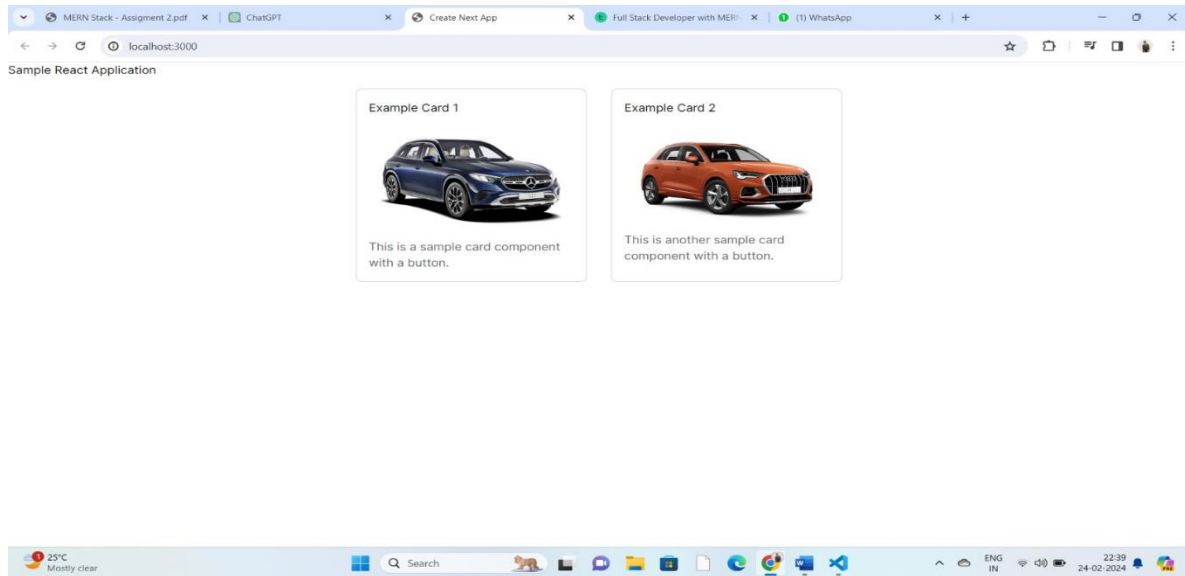 MERN Stack - Assigment 2.pdf
ChatGPT
Create Next App
Full Stack Developer with MERN
(1) WhatsApp
localhost:3000
Sample React Application
Example Card 1
This is a sample card component
with a button.
Example Card 2
This is another sample card
component with a button.
1
25°C
Mostly clear
Search
ENG
IN
22:39
24-02-2024